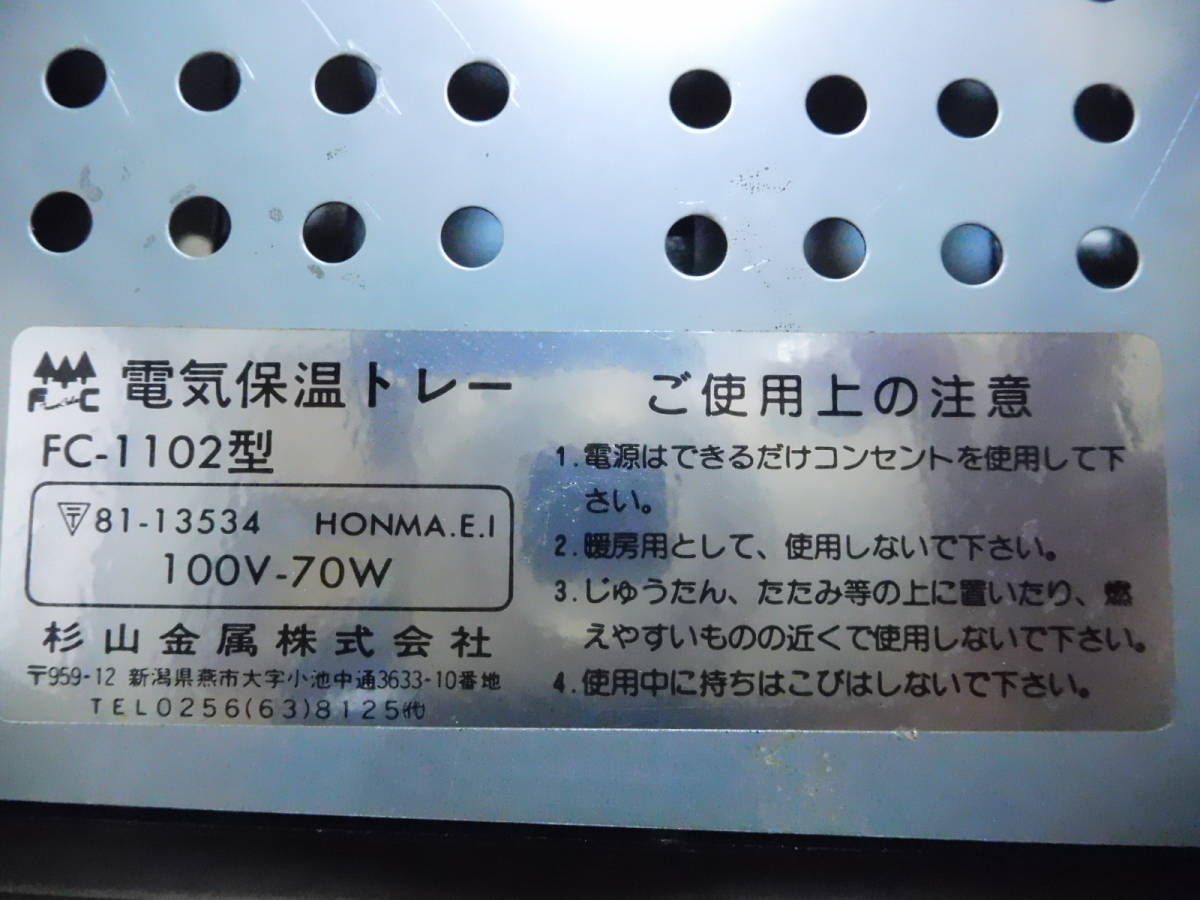 電気保温トレー
FC-1102型
〒81-13534 HONMA.E.I
100V-70W
杉山金属株式会社
〒959-12 新潟県燕市大字小池中通3633-10番地
TEL0256(63)8125㈹
ご使用上の注意
1.電源はできるだけコンセントを使用して下
さい。
2.暖房用として、使用しないで下さい。
3.じゅうたん、たたみ等の上に置いたり、燃
えやすいものの近くで使用しないで下さい。
4.使用中に持ちはこびはしないで下さい。